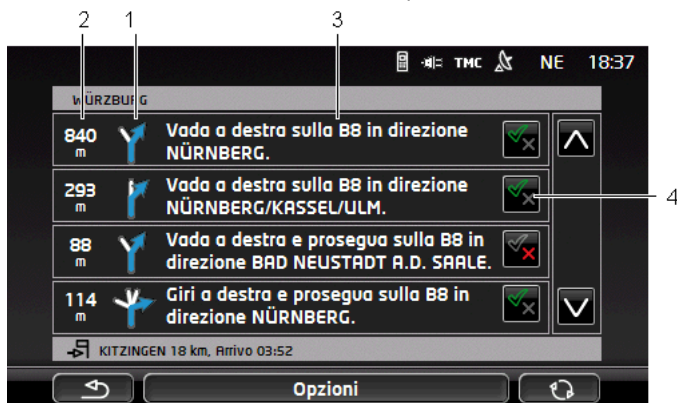 2 1 3
TMC NE 18:37
WÜRZBURG
840 m
Vada a destra sulla B8 in direzione
NÜRNBERG.
293 m
Vada a destra sulla B8 in direzione
NÜRNBERG/KASSEL/ULM.
4
88 m
Vada a destra e prosegua sulla B8 in
direzione BAD NEUSTADT A.D. SAALE.
114 m
Giri a destra e prosegua sulla B8 in
direzione NÜRNBERG.
KITZINGEN 18 km, Arrivo 03:52
Opzioni